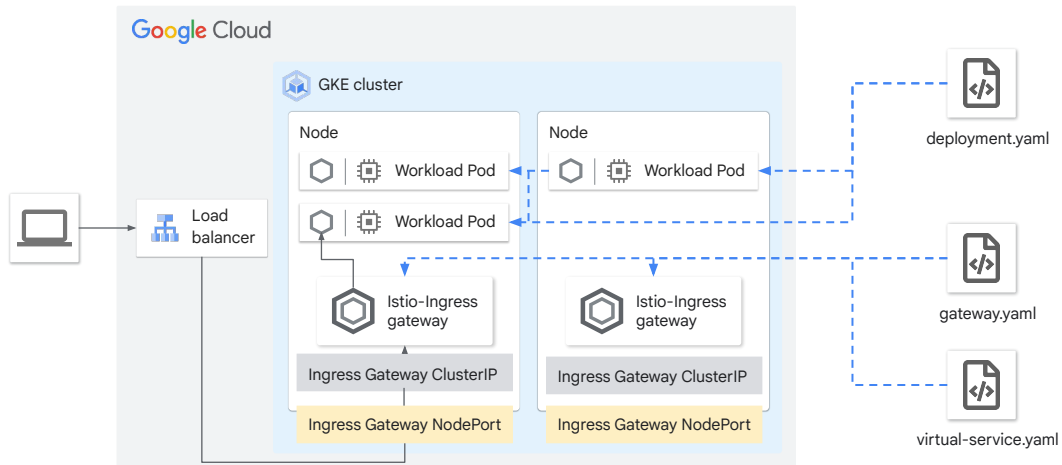 Google Cloud
GKE cluster
Node
Workload Pod
Workload Pod
Istio-Ingress
gateway
Ingress Gateway ClusterIP
Ingress Gateway NodePort
Node
Workload Pod
Istio-Ingress
gateway
Ingress Gateway ClusterIP
Ingress Gateway NodePort
Load
balancer
deployment.yaml
gateway.yaml
virtual-service.yaml